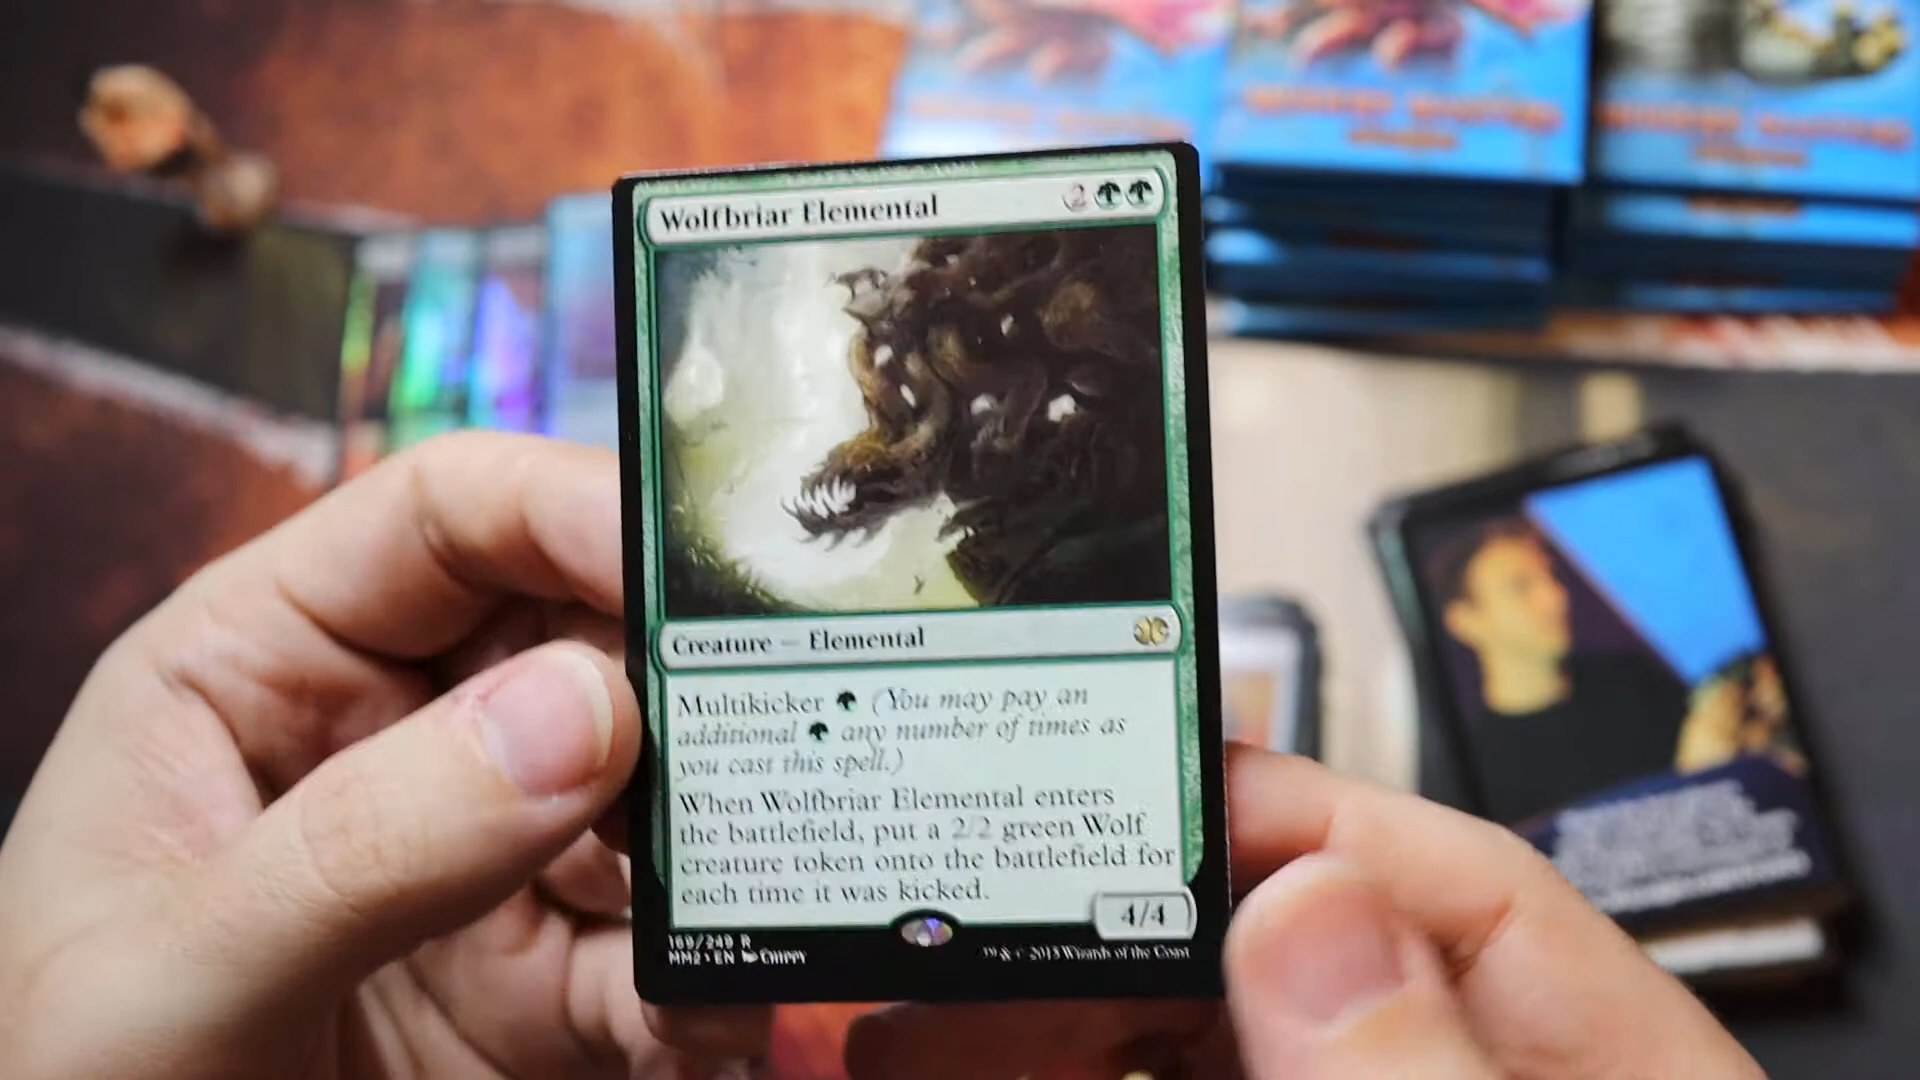 Wolfbriar Elemental 2
Creature — Elemental
Multikicker (You may pay an
additional any number of times as
you cast this spell.)
When Wolfbriar Elemental enters
the battlefield, put a 2/2 green Wolf
creature token onto the battlefield for
each time it was kicked.
4/4
169/249 R
MM2 • EN CHIPPY
™ & © 2015 Wizards of the Coast